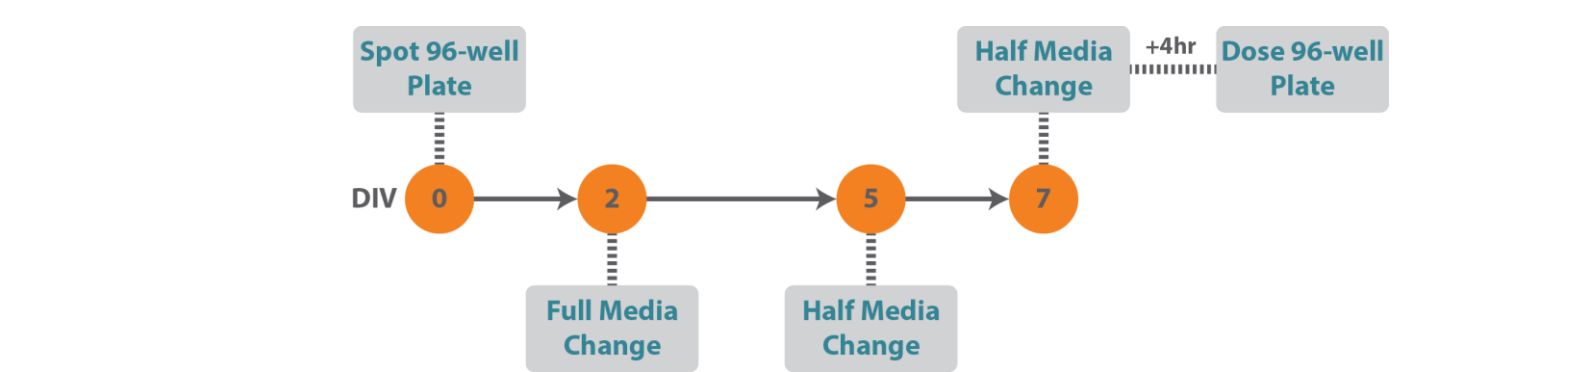 Spot 96-well
Plate
Half Media
Change
+4hr
Dose 96-well
Plate
DIV
0
2
5
7
Full Media
Change
Half Media
Change